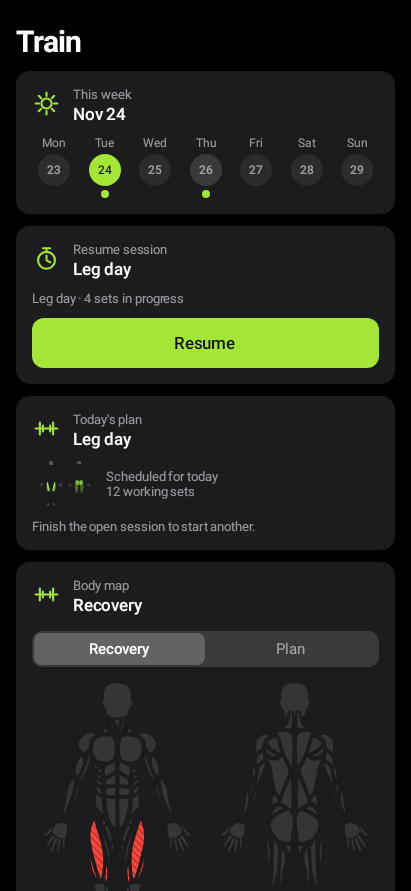 Train
This week
Nov 24
Mon Tue Wed Thu Fri Sat Sun
23 24 25 26 27 28 29
Resume session
Leg day
Leg day · 4 sets in progress
Resume
Today's plan
Leg day
Scheduled for today
12 working sets
Finish the open session to start another.
Body map
Recovery
Recovery Plan